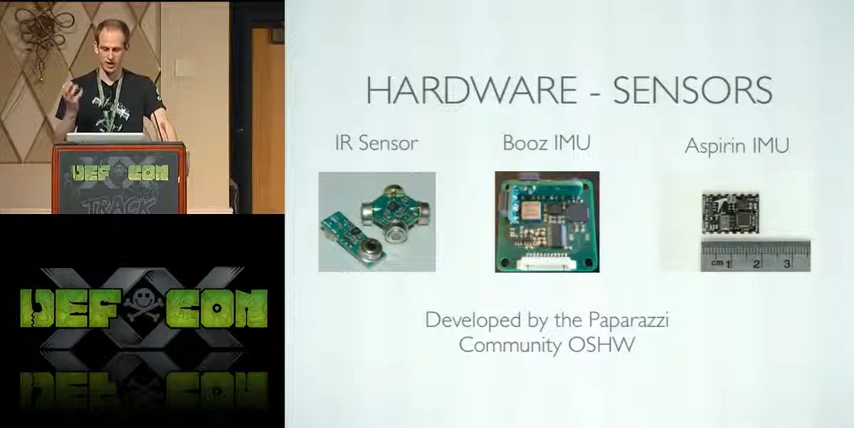 HARDWARE - SENSORS
IR Sensor
Booz IMU
Aspirin IMU
cm 1 2 3
Developed by the Paparazzi
Community OSHW
DEF CON
TRACK
XX
DEF CON